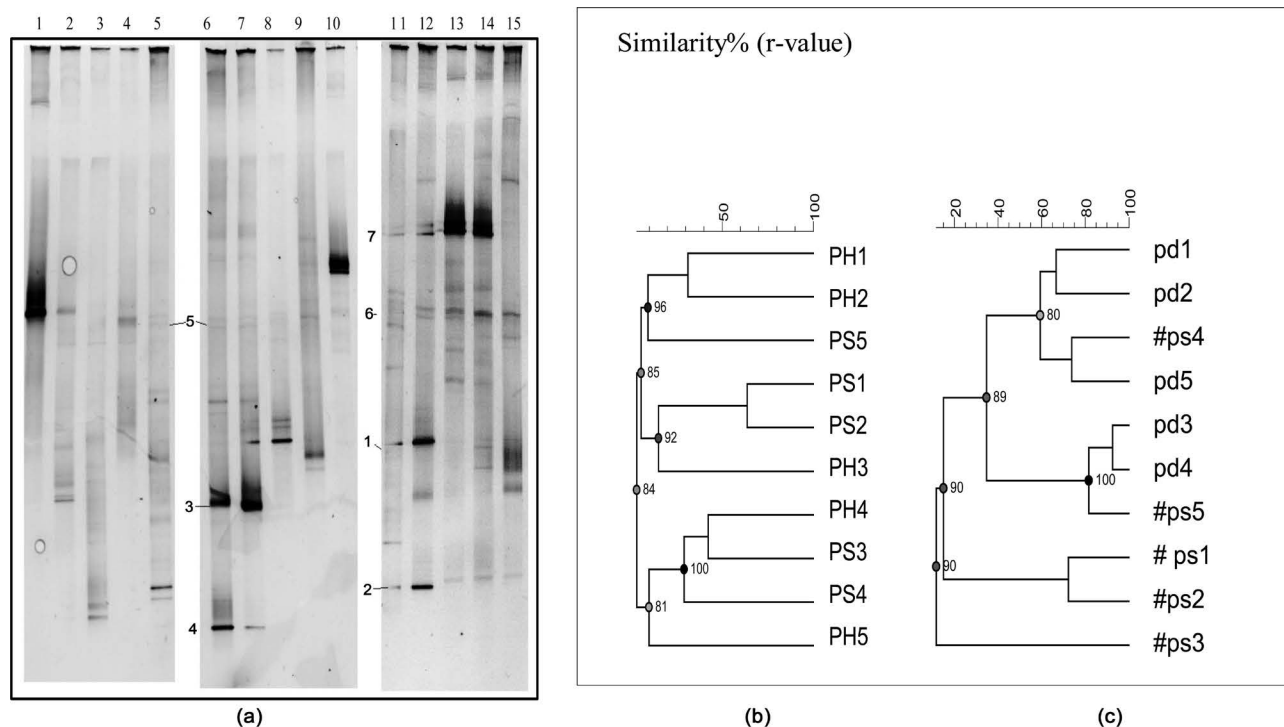 1 2 3 4 5 6 7 8 9 10 11 12 13 14 15
7
6
5
1
3
2
4
(a)
Similarity% (r-value)
50 100
PH1
PH2
96
PS5
85
PS1
PS2
92
PH3
84
PH4
PS3
100
PS4
81
PH5
(b)
20 40 60 80 100
pd1
pd2
80
#ps4
pd5
89
pd3
pd4
100
#ps5
90
# ps1
#ps2
90
#ps3
(c)